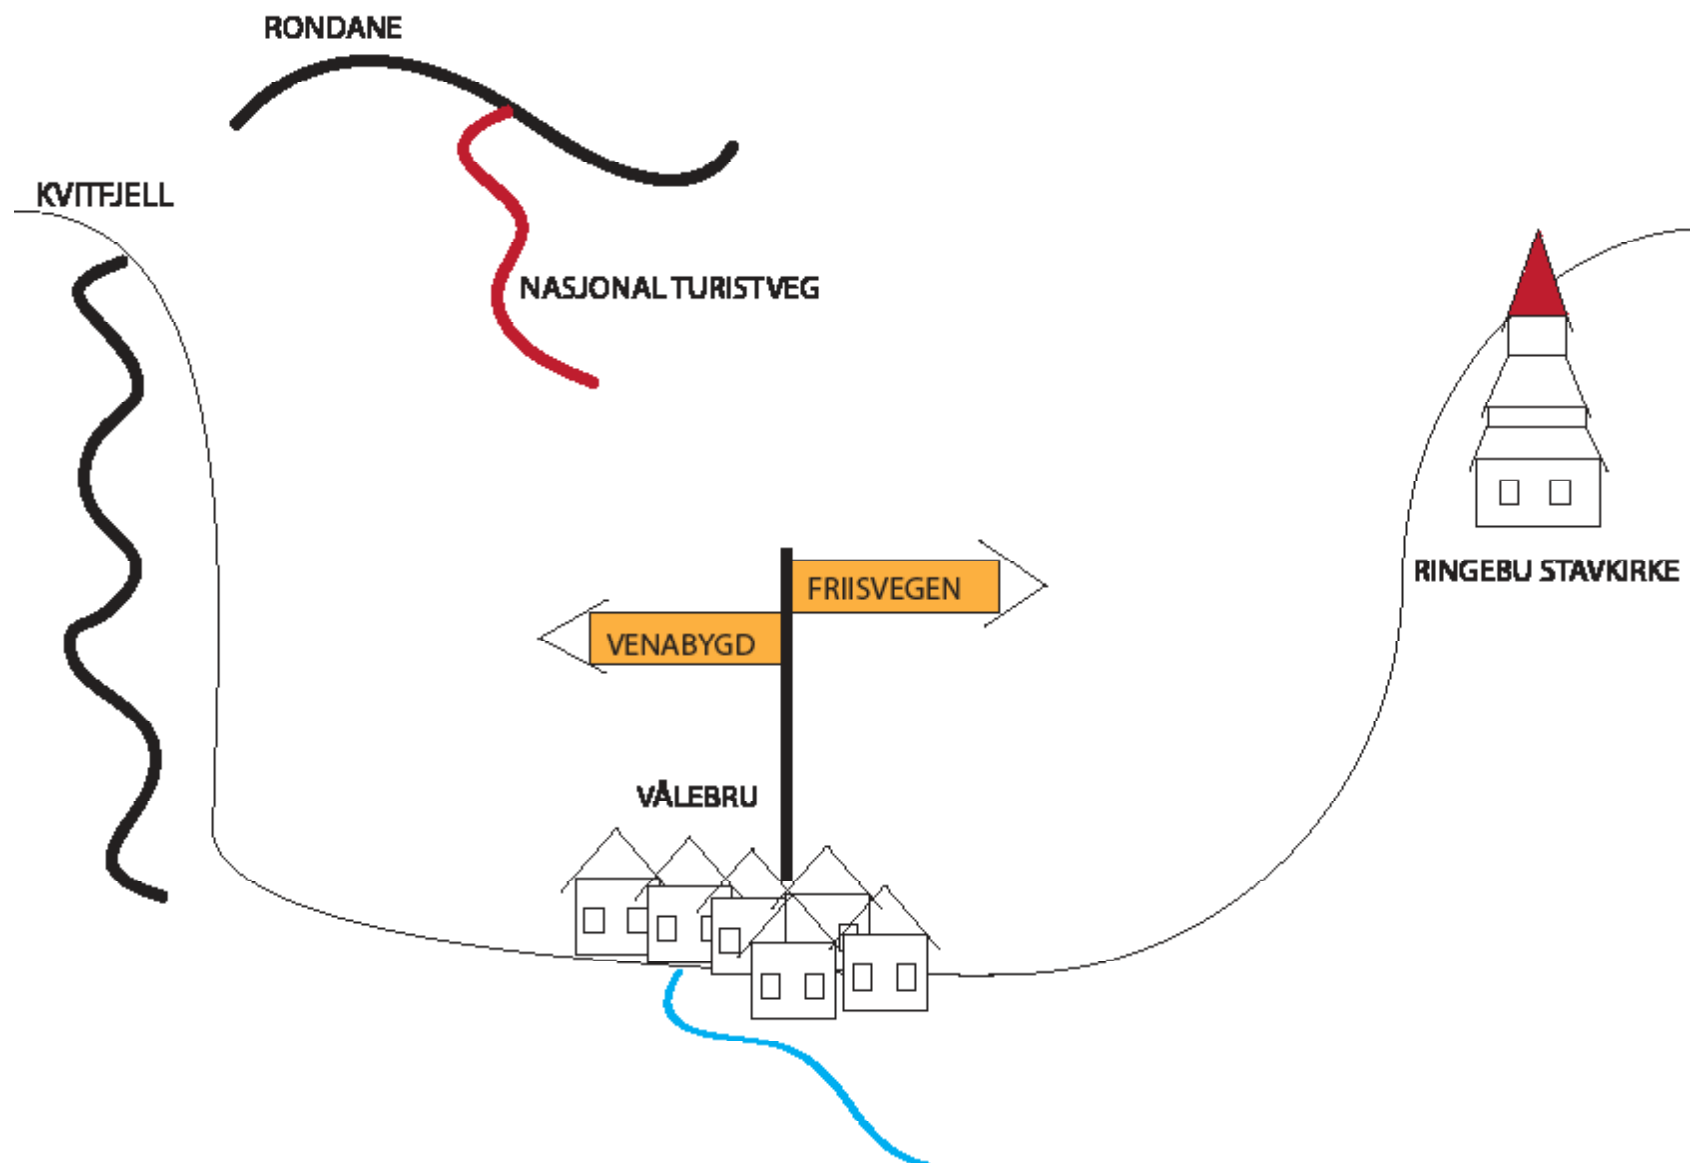 RONDANE
KVITFJELL
NASJONAL TURISTVEG
RINGEBU STAVKIRKE
FRIISVEGEN
VENABYGD
VÅLEBRU